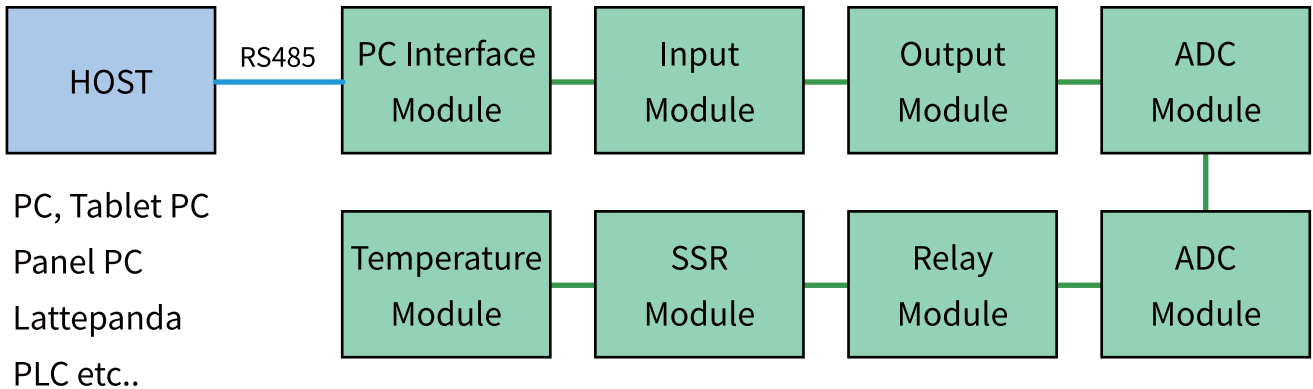 HOST
RS485
PC Interface
Module
Input
Module
Output
Module
ADC
Module
PC, Tablet PC
Panel PC
Lattepanda
PLC etc..
Temperature
Module
SSR
Module
Relay
Module
ADC
Module